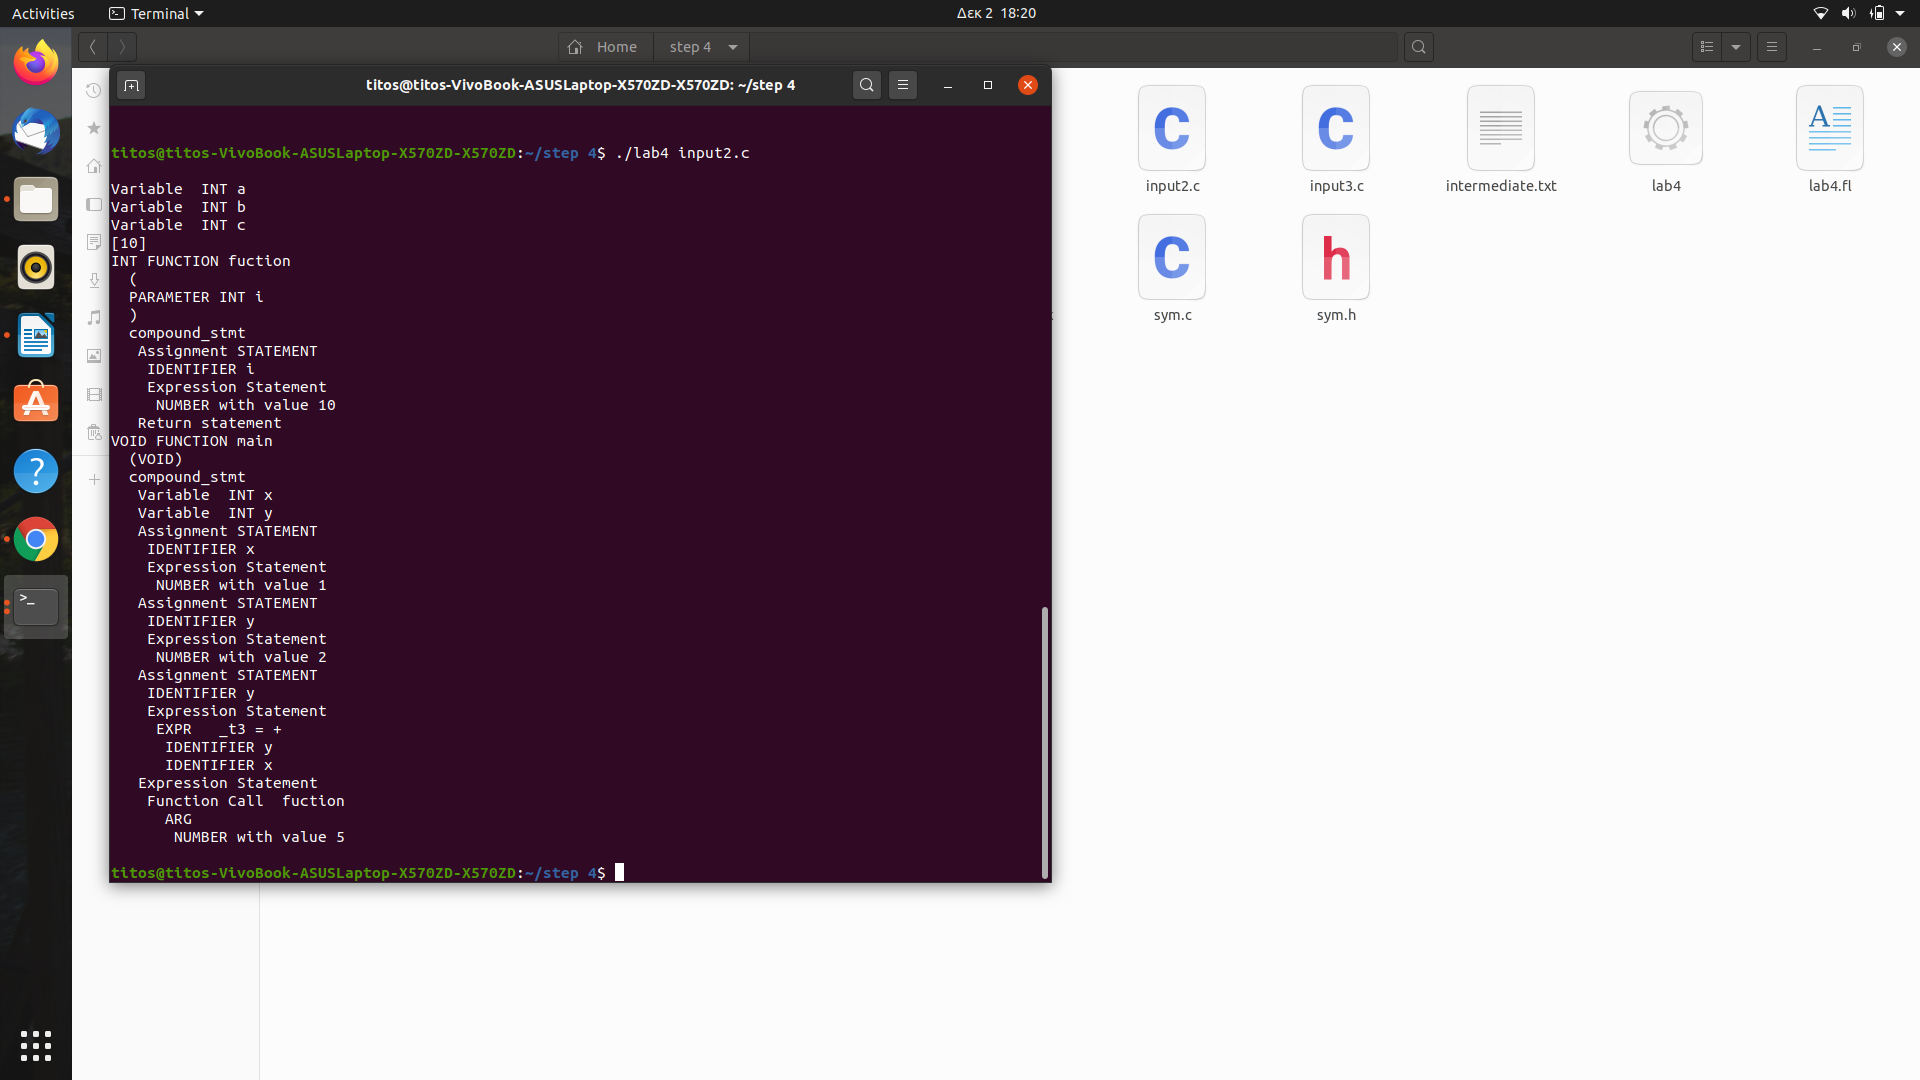 Activities
Terminal
Δεκ 2 18:20
Home
step 4
titos@titos-VivoBook-ASUSLaptop-X570ZD-X570ZD: ~/step 4
titos@titos-VivoBook-ASUSLaptop-X570ZD-X570ZD:~/step 4$ ./lab4 input2.c
Variable  INT a
Variable  INT b
Variable  INT c
[10]
INT FUNCTION fuction
(
PARAMETER INT i
)
compound_stmt
Assignment STATEMENT
IDENTIFIER i
Expression Statement
NUMBER with value 10
Return statement
VOID FUNCTION main
(VOID)
compound_stmt
Variable  INT x
Variable  INT y
Assignment STATEMENT
IDENTIFIER x
Expression Statement
NUMBER with value 1
Assignment STATEMENT
IDENTIFIER y
Expression Statement
NUMBER with value 2
Assignment STATEMENT
IDENTIFIER y
Expression Statement
EXPR   _t3 = +
IDENTIFIER y
IDENTIFIER x
Expression Statement
Function Call  fuction
ARG
NUMBER with value 5
titos@titos-VivoBook-ASUSLaptop-X570ZD-X570ZD:~/step 4$
input2.c
input3.c
intermediate.txt
lab4
lab4.fl
sym.c
sym.h